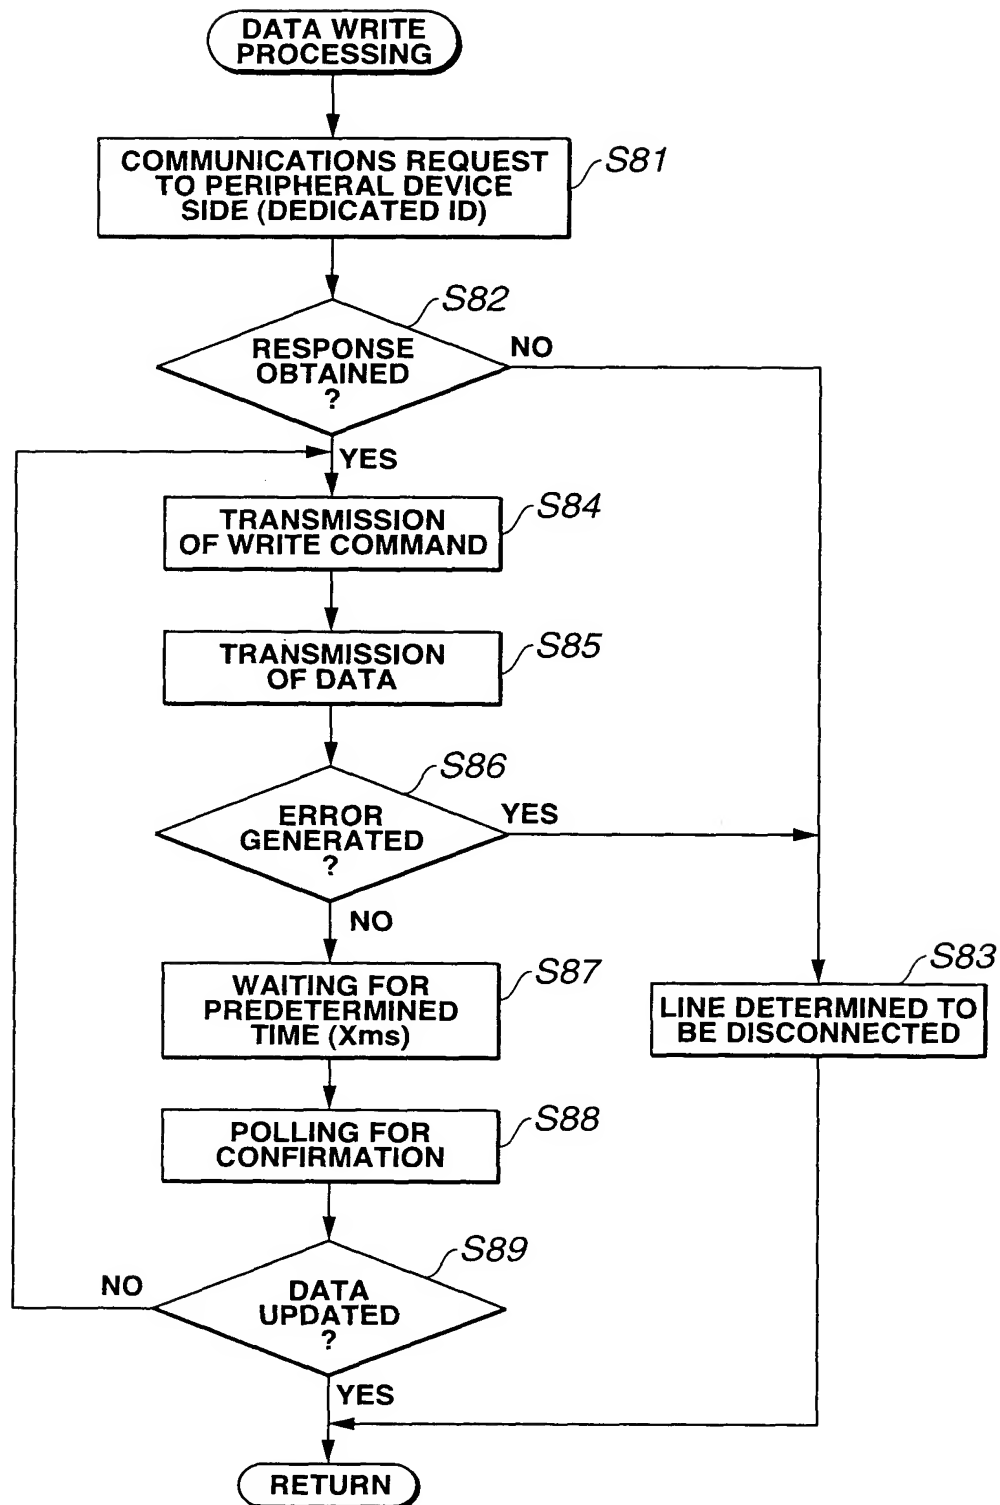 DATA WRITE
PROCESSING
COMMUNICATIONS REQUEST
TO PERIPHERAL DEVICE
SIDE (DEDICATED ID)
S81
S82
RESPONSE
OBTAINED
?
NO
YES
TRANSMISSION
OF WRITE COMMAND
S84
TRANSMISSION
OF DATA
S85
S86
ERROR
GENERATED
?
YES
NO
WAITING FOR
PREDETERMINED
TIME (Xms)
S87
S83
LINE DETERMINED TO
BE DISCONNECTED
POLLING FOR
CONFIRMATION
S88
S89
DATA
UPDATED
?
NO
YES
RETURN